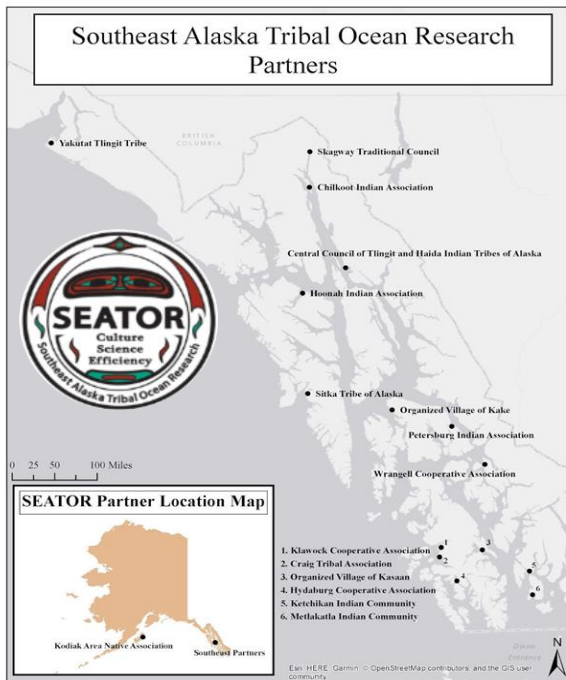 Southeast Alaska Tribal Ocean Research
Partners
BRITISH
COLUMBIA
Yakutat Tlingit Tribe
Skagway Traditional Council
Chilkoot Indian Association
Central Council of Tlingit and Haida Indian Tribes of Alaska
Hoonah Indian Association
SEATOR
Culture
Science
Efficiency
Southeast Alaska Tribal Ocean Research
Sitka Tribe of Alaska
Organized Village of Kake
Petersburg Indian Association
Wrangell Cooperative Association
0 25 50 100 Miles
SEATOR Partner Location Map
Kodiak Area Native Association
Southeast Partners
1. Klawock Cooperative Association
2. Craig Tribal Association
3. Organized Village of Kasaan
4. Hydaburg Cooperative Association
5. Ketchikan Indian Community
6. Metlakatla Indian Community
1
2
3
4
5
6
Dixon
Entrance
N
Esri, HERE, Garmin, © OpenStreetMap contributors, and the GIS user
community